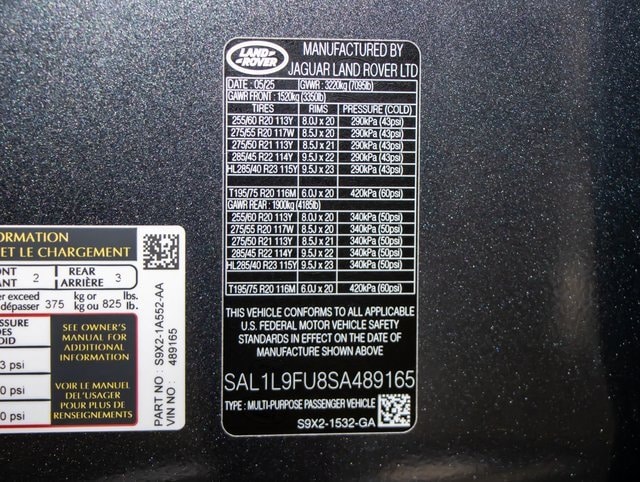 LAND ROVER
MANUFACTURED BY
JAGUAR LAND ROVER LTD
DATE : 05/25 GVWR : 3220kg (7095lb)
GAWR FRONT : 1520kg (3350lb)
TIRES RIMS PRESSURE (COLD)
255/60 R20 113Y 8.0J x 20 290kPa (43psi)
275/55 R20 117W 8.0J x 20 290kPa (43psi)
275/50 R21 113Y 8.5J x 21 290kPa (43psi)
285/45 R22 114Y 9.5J x 22 290kPa (43psi)
HL285/40 R23 115Y 9.5J x 23 290kPa (43psi)
T195/75 R20 116M 6.0J x 20 420kPa (60psi)
GAWR REAR : 1900kg (4185lb)
255/60 R20 113Y 8.0J x 20 340kPa (50psi)
275/55 R20 117W 8.0J x 20 340kPa (50psi)
275/50 R21 113Y 8.5J x 21 340kPa (50psi)
285/45 R22 114Y 9.5J x 22 340kPa (50psi)
HL285/40 R23 115Y 9.5J x 23 340kPa (50psi)
T195/75 R20 116M 6.0J x 20 420kPa (60psi)
THIS VEHICLE CONFORMS TO ALL APPLICABLE
U.S. FEDERAL MOTOR VEHICLE SAFETY
STANDARDS IN EFFECT ON THE DATE OF
MANUFACTURE SHOWN ABOVE
SAL1L9FU8SA489165
TYPE : MULTI-PURPOSE PASSENGER VEHICLE
S9X2-1532-GA
ORMATION
ET LE CHARGEMENT
ONT 2 REAR 3
ANT ARRIÈRE
er exceed kg or lbs.
dépasser 375 kg ou 825 lb.
SSURE
DES
OID
3 psi
0 psi
0 psi
SEE OWNER'S
MANUAL FOR
ADDITIONAL
INFORMATION
VOIR LE MANUEL
DE L'USAGER
POUR PLUS DE
RENSEIGNEMENTS
PART NO : S9X2-1A552-AA
VIN NO : 489165